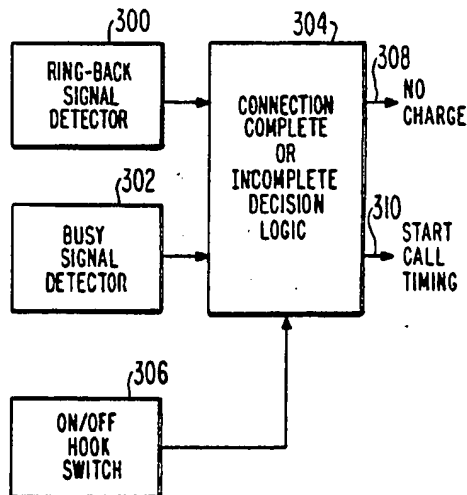 300
RING-BACK
SIGNAL
DETECTOR
302
BUSY
SIGNAL
DETECTOR
306
ON/OFF
HOOK
SWITCH
304
CONNECTION
COMPLETE
OR
INCOMPLETE
DECISION
LOGIC
308
NO
CHARGE
310
START
CALL
TIMING